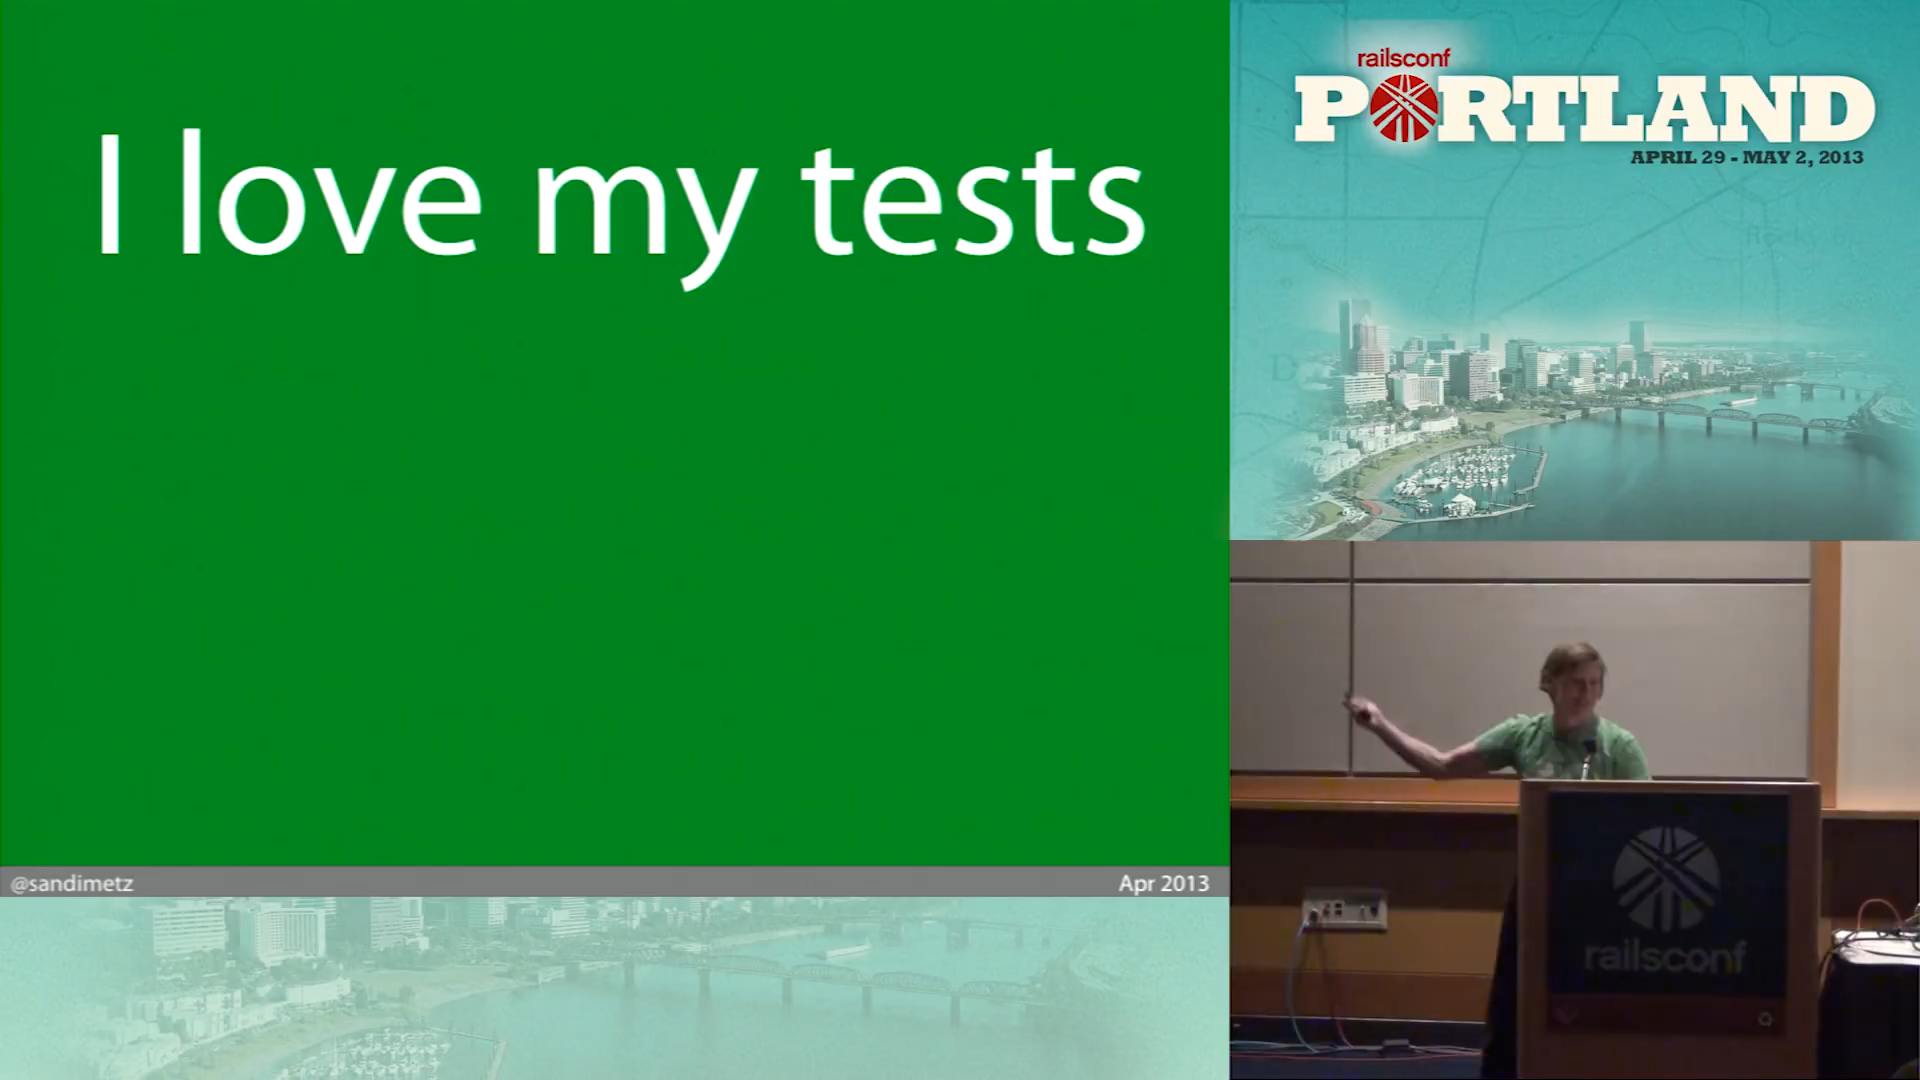 I love my tests
@sandimetz
Apr 2013
railsconf
PORTLAND
APRIL 29 - MAY 2, 2013
railsconf